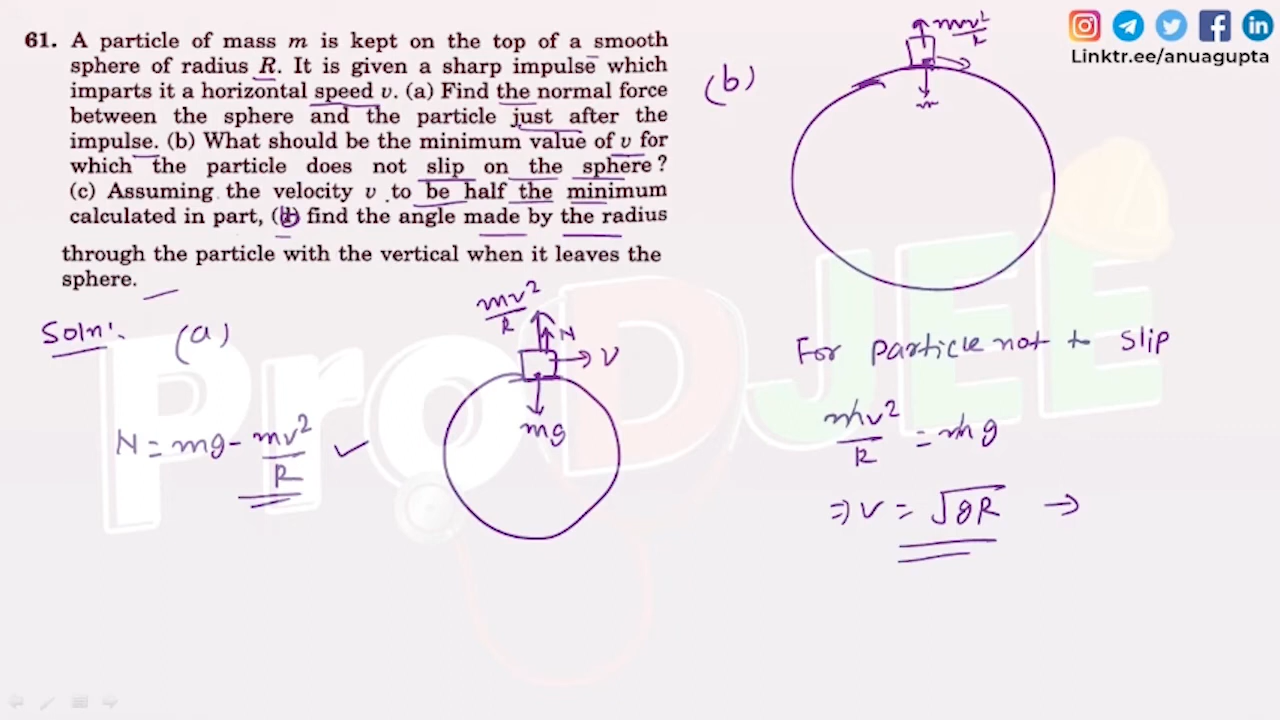 61. A particle of mass m is kept on the top of a smooth
sphere of radius R. It is given a sharp impulse which
imparts it a horizontal speed v. (a) Find the normal force
between the sphere and the particle just after the
impulse. (b) What should be the minimum value of v for
which the particle does not slip on the sphere ?
(c) Assuming the velocity v to be half the minimum
calculated in part, (b) find the angle made by the radius
through the particle with the vertical when it leaves the
sphere.
Soln:
(a)
mv²/R
N
V
mg
N = mg - mv²/R
(b)
mv²/R
m
For particle not to slip
mv²/R = mg
⇒ V = √gR →
Linktr.ee/anuagupta
ProDJEE